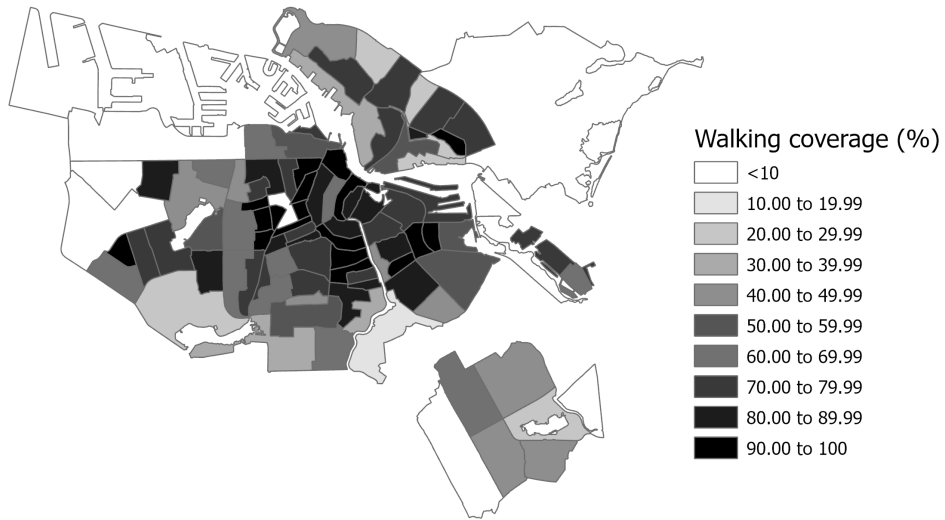 Walking coverage (%)
<10
10.00 to 19.99
20.00 to 29.99
30.00 to 39.99
40.00 to 49.99
50.00 to 59.99
60.00 to 69.99
70.00 to 79.99
80.00 to 89.99
90.00 to 100